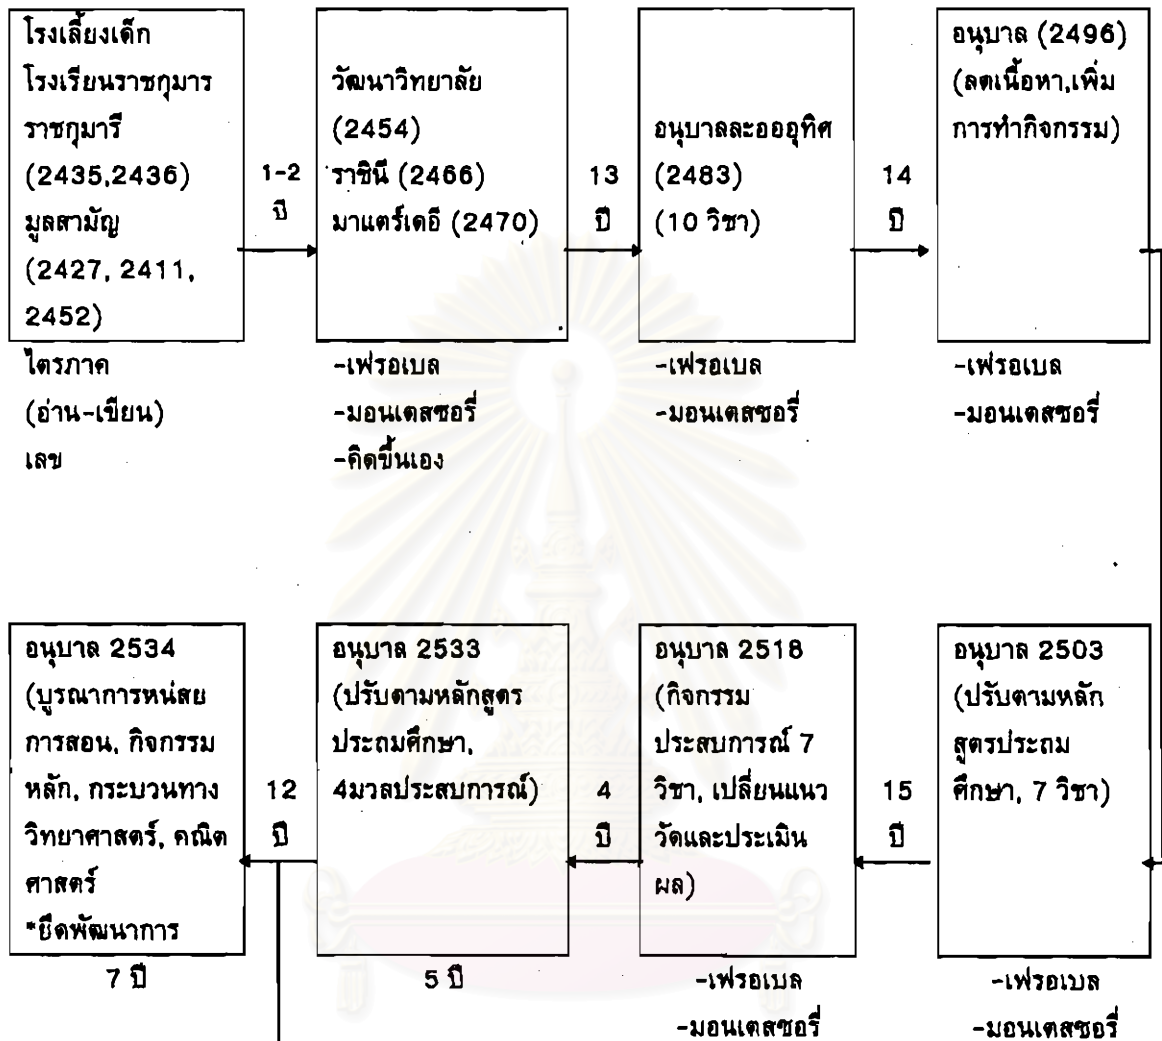 โรงเลี้ยงเด็ก
โรงเรียนราชกุมาร
ราชกุมารี
(2435,2436)
มูลสามัญ
(2427, 2411,
2452)
ไตรภาค
(อ่าน-เขียน)
เลข
1-2
ปี
วัฒนาวิทยาลัย
(2454)
ราชินี (2466)
มาแตร์เดอี (2470)
-เฟรอเบล
-มอนเตสซอรี่
-คิดขึ้นเอง
13
ปี
อนุบาลละอออุทิศ
(2483)
(10 วิชา)
-เฟรอเบล
-มอนเตสซอรี่
14
ปี
อนุบาล (2496)
(ลดเนื้อหา,เพิ่ม
การทำกิจกรรม)
-เฟรอเบล
-มอนเตสซอรี่
อนุบาล 2534
(บูรณาการหน่สย
การสอน, กิจกรรม
หลัก, กระบวนทาง
วิทยาศาสตร์, คณิต
ศาสตร์
*ยึดพัฒนาการ
7 ปี
12
ปี
อนุบาล 2533
(ปรับตามหลักสูตร
ประถมศึกษา,
4มวลประสบการณ์)
5 ปี
4
ปี
อนุบาล 2518
(กิจกรรม
ประสบการณ์ 7
วิชา, เปลี่ยนแนว
วัดและประเมิน
ผล)
-เฟรอเบล
-มอนเตสซอรี่
15
ปี
อนุบาล 2503
(ปรับตามหลัก
สูตรประถม
ศึกษา, 7 วิชา)
-เฟรอเบล
-มอนเตสซอรี่